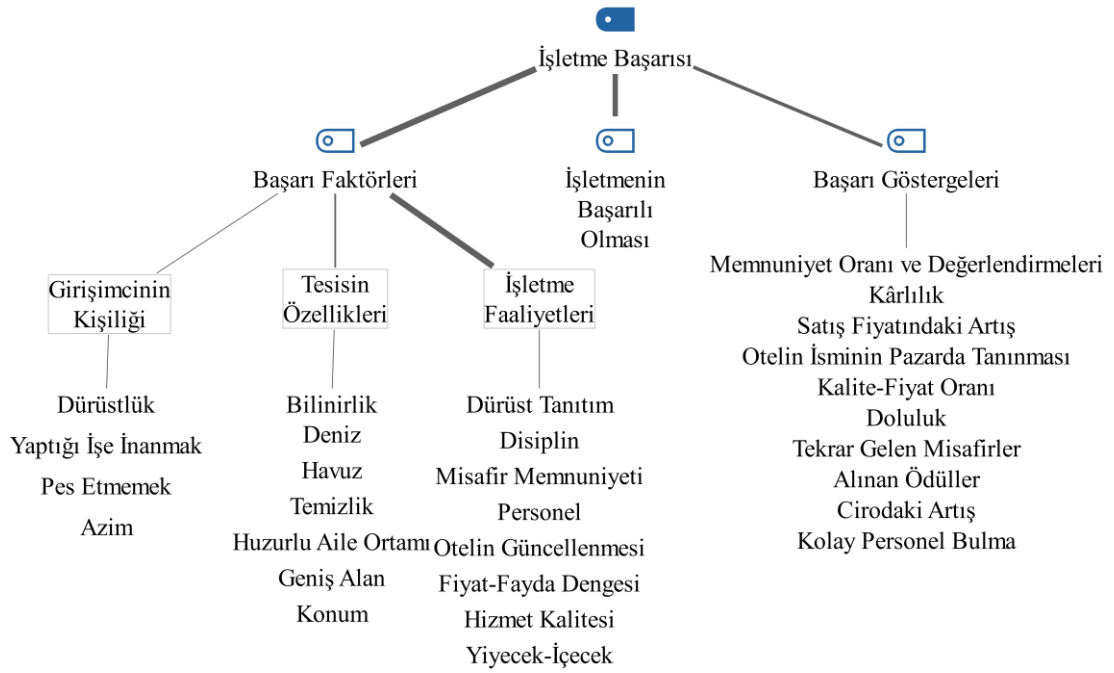 İşletme Başarısı
Başarı Faktörleri
İşletmenin
Başarılı
Olması
Başarı Göstergeleri
Girişimcinin
Kişiliği
Dürüstlük
Yaptığı İşe İnanmak
Pes Etmemek
Azim
Tesisin
Özellikleri
Bilinirlik
Deniz
Havuz
Temizlik
Huzurlu Aile Ortamı
Geniş Alan
Konum
İşletme
Faaliyetleri
Dürüst Tanıtım
Disiplin
Misafir Memnuniyeti
Personel
Otelin Güncellenmesi
Fiyat-Fayda Dengesi
Hizmet Kalitesi
Yiyecek-İçecek
Memnuniyet Oranı ve Değerlendirmeleri
Kârlılık
Satış Fiyatındaki Artış
Otelin İsminin Pazarda Tanınması
Kalite-Fiyat Oranı
Doluluk
Tekrar Gelen Misafirler
Alınan Ödüller
Cirodaki Artış
Kolay Personel Bulma